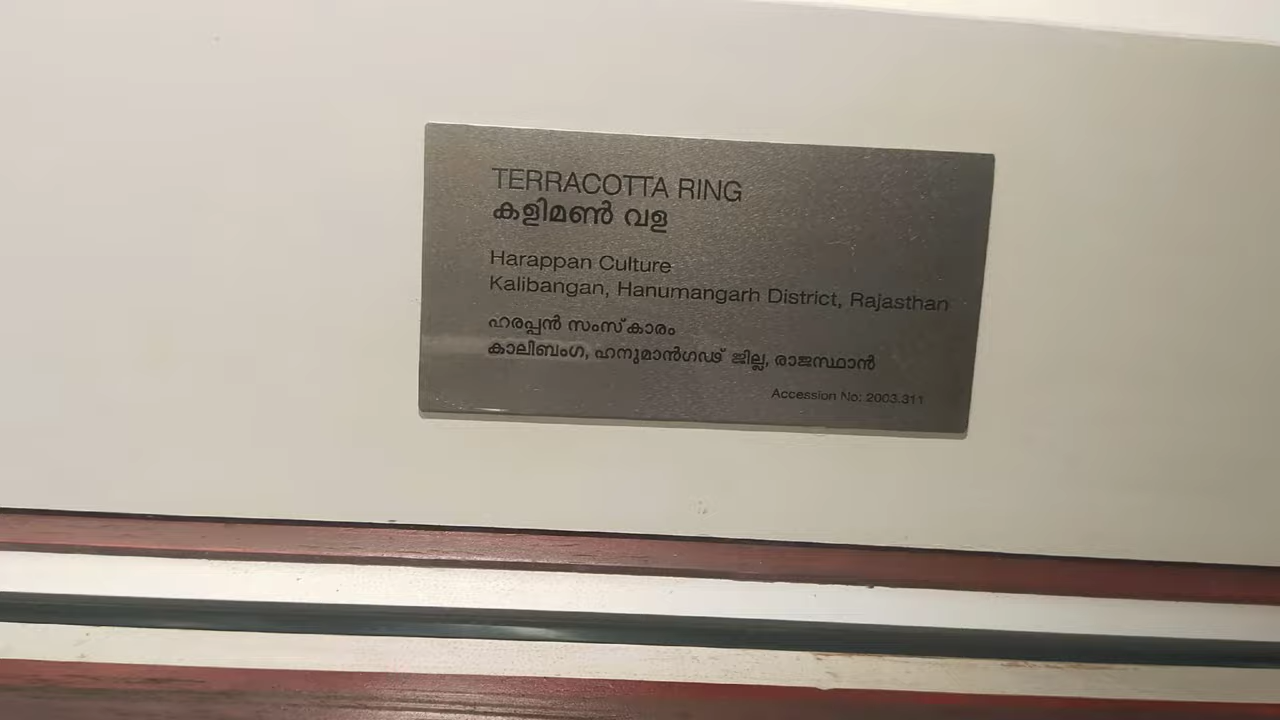 TERRACOTTA RING
കളിമൺ വള
Harappan Culture
Kalibangan, Hanumangarh District, Rajasthan
ഹരപ്പൻ സംസ്കാരം
കാലിബംഗ, ഹനുമാൻഗഢ് ജില്ല, രാജസ്ഥാൻ
Accession No: 2003.311